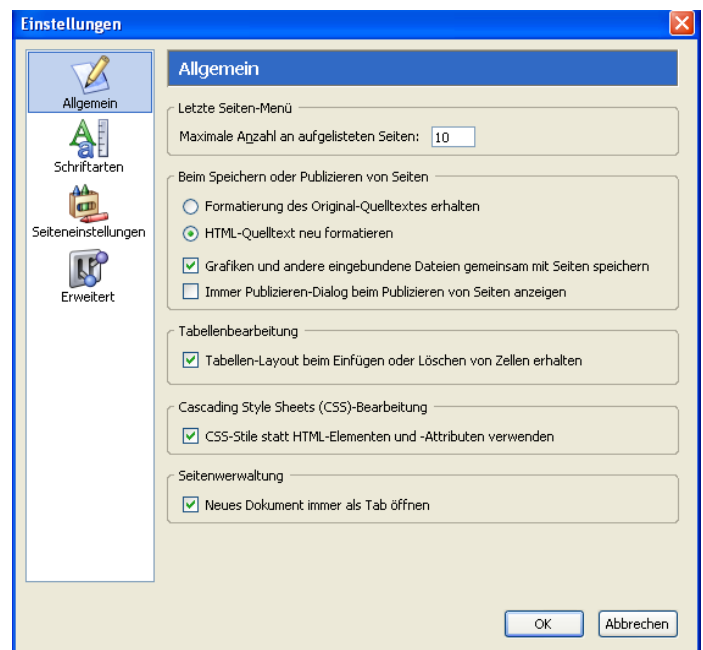 Einstellungen
Allgemein
Schriftarten
Seiteneinstellungen
Erweitert
Allgemein
Letzte Seiten-Menü
Maximale Anzahl an aufgelisteten Seiten: 10
Beim Speichern oder Publizieren von Seiten
Formatierung des Original-Quelltextes erhalten
HTML-Quelltext neu formatieren
Grafiken und andere eingebundene Dateien gemeinsam mit Seiten speichern
Immer Publizieren-Dialog beim Publizieren von Seiten anzeigen
Tabellenbearbeitung
Tabellen-Layout beim Einfügen oder Löschen von Zellen erhalten
Cascading Style Sheets (CSS)-Bearbeitung
CSS-Stile statt HTML-Elementen und -Attributen verwenden
Seitenwerwaltung
Neues Dokument immer als Tab öffnen
OK
Abbrechen